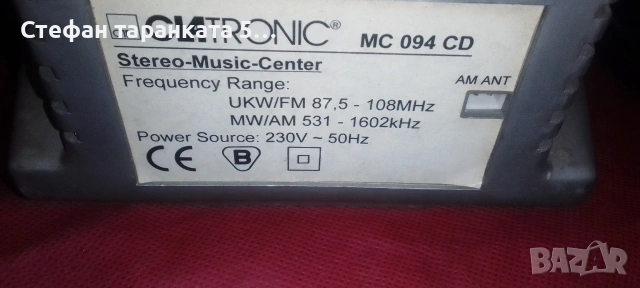 Стефан таранката 5...
CLATRONIC® MC 094 CD
Stereo-Music-Center
Frequency Range:
AM ANT
UKW/FM 87,5 - 108MHz
MW/AM 531 - 1602kHz
Power Source: 230V ~ 50Hz
CE B
BAZAR